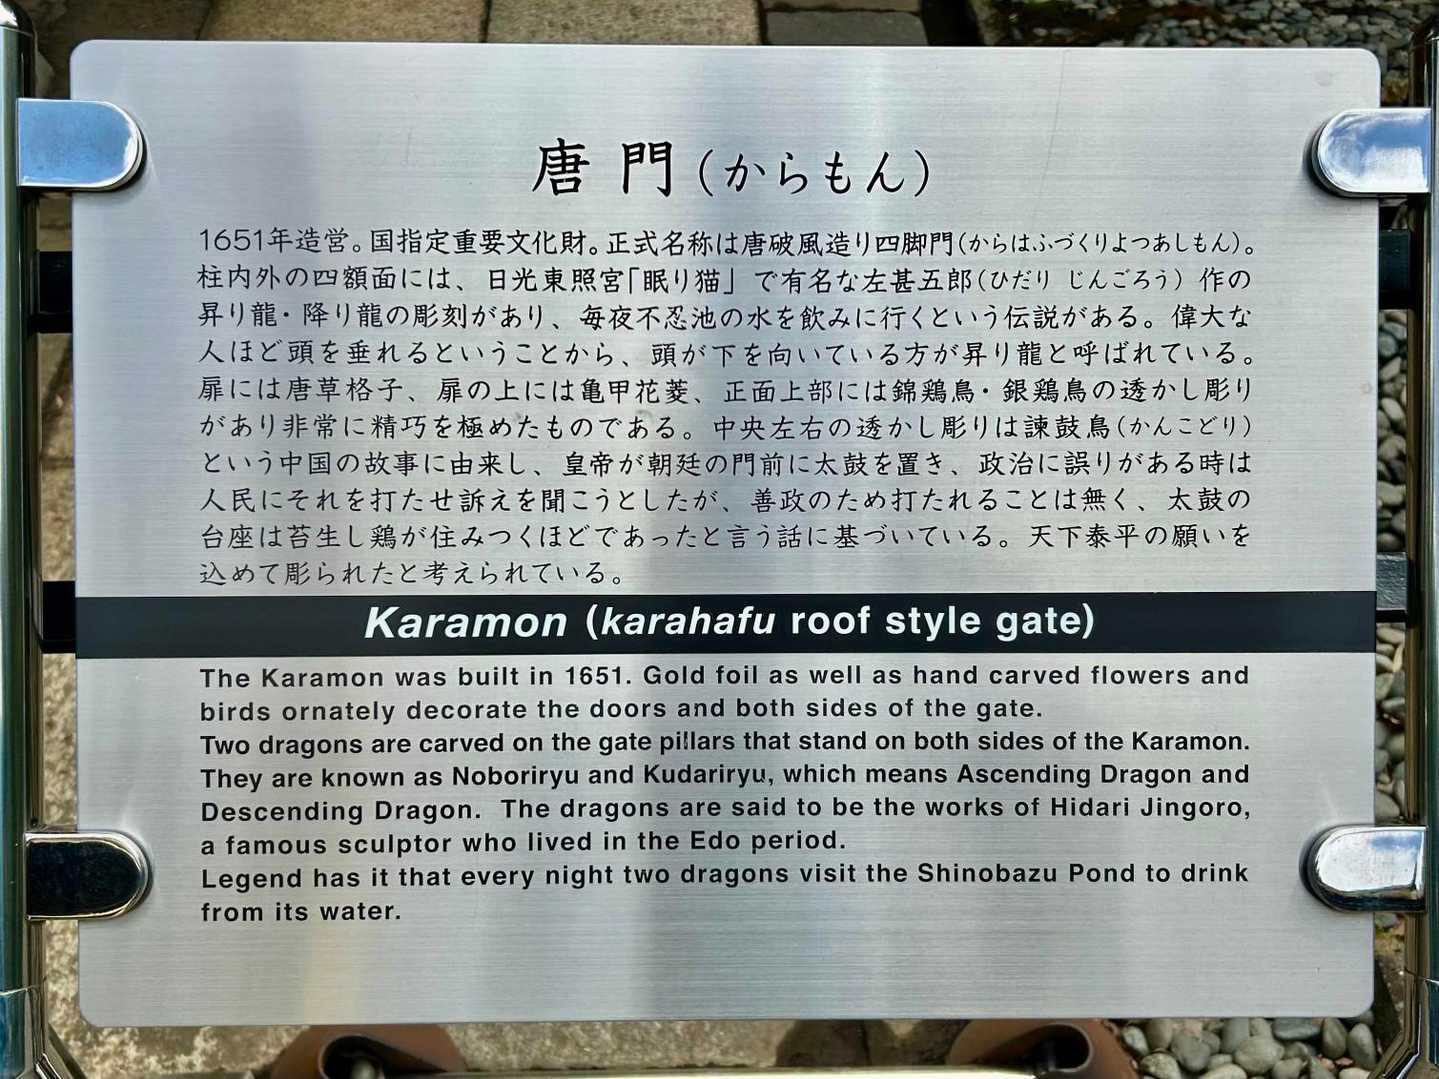 唐 門（からもん）
1651年造営。国指定重要文化財。正式名称は唐破風造り四脚門（からはふづくりよつあしもん）。
柱内外の四額面には、日光東照宮「眠り猫」で有名な左甚五郎（ひだり じんごろう）作の
昇り龍・降り龍の彫刻があり、毎夜不忍池の水を飲みに行くという伝説がある。偉大な
人ほど頭を垂れるということから、頭が下を向いている方が昇り龍と呼ばれている。
扉には唐草格子、扉の上には亀甲花菱、正面上部には錦鶏鳥・銀鶏鳥の透かし彫り
があり非常に精巧を極めたものである。中央左右の透かし彫りは諫鼓鳥（かんこどり）
という中国の故事に由来し、皇帝が朝廷の門前に太鼓を置き、政治に誤りがある時は
人民にそれを打たせ訴えを聞こうとしたが、善政のため打たれることは無く、太鼓の
台座は苔生し鶏が住みつくほどであったと言う話に基づいている。天下泰平の願いを
込めて彫られたと考えられている。
Karamon (karahafu roof style gate)
The Karamon was built in 1651. Gold foil as well as hand carved flowers and
birds ornately decorate the doors and both sides of the gate.
Two dragons are carved on the gate pillars that stand on both sides of the Karamon.
They are known as Noboriryu and Kudariryu, which means Ascending Dragon and
Descending Dragon.  The dragons are said to be the works of Hidari Jingoro,
a famous sculptor who lived in the Edo period.
Legend has it that every night two dragons visit the Shinobazu Pond to drink
from its water.